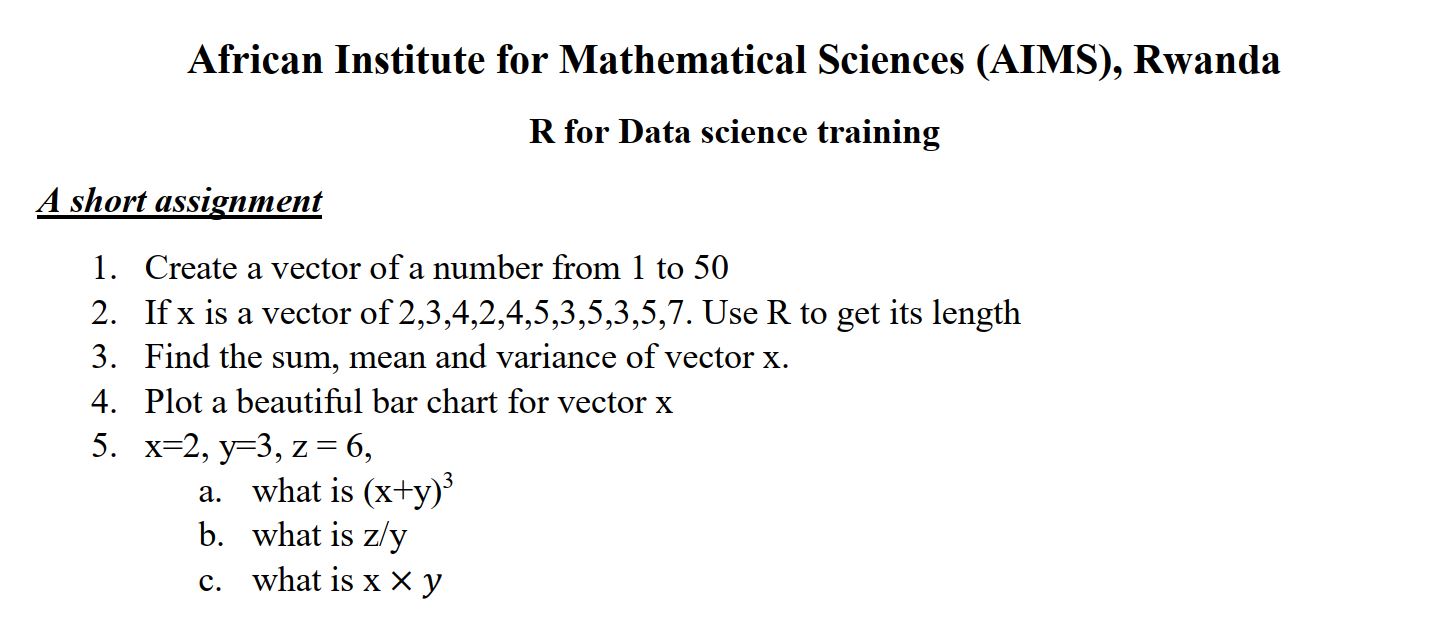 African Institute for Mathematical Sciences (AIMS), Rwanda
R for Data science training
A short assignment
1. Create a vector of a number from 1 to 50
2. If x is a vector of 2,3,4,2,4,5,3,5,3,5,7. Use R to get its length
3. Find the sum, mean and variance of vector x.
4. Plot a beautiful bar chart for vector x
5. x=2, y=3, z = 6,
a. what is (x+y)³
b. what is z/y
c. what is x × y